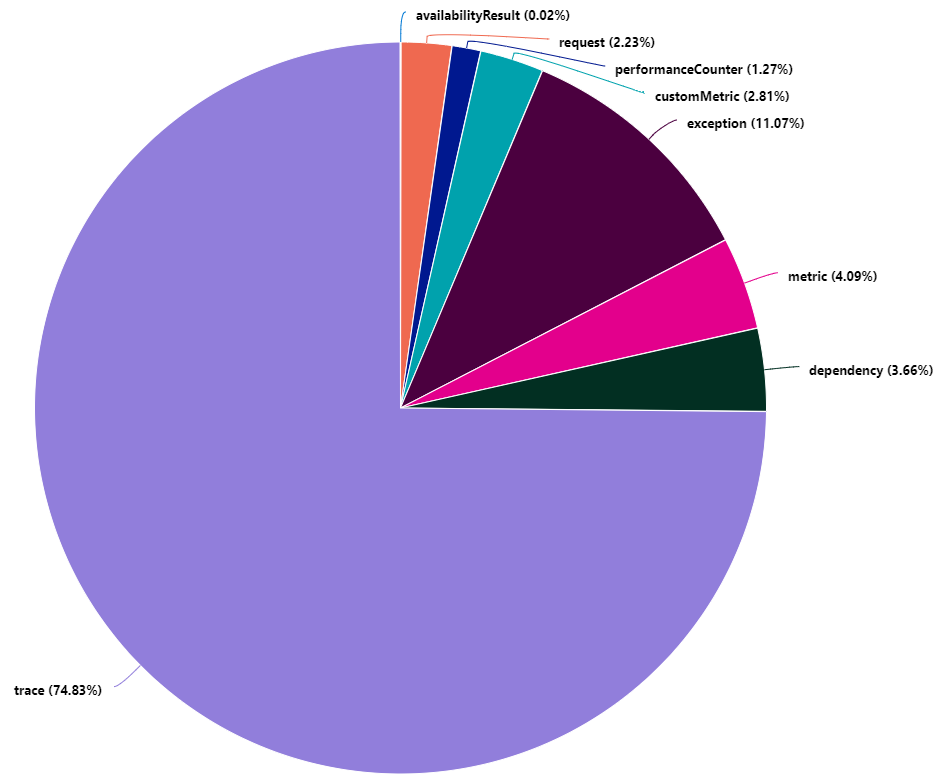 availabilityResult (0.02%)
request (2.23%)
performanceCounter (1.27%)
customMetric (2.81%)
exception (11.07%)
metric (4.09%)
dependency (3.66%)
trace (74.83%)